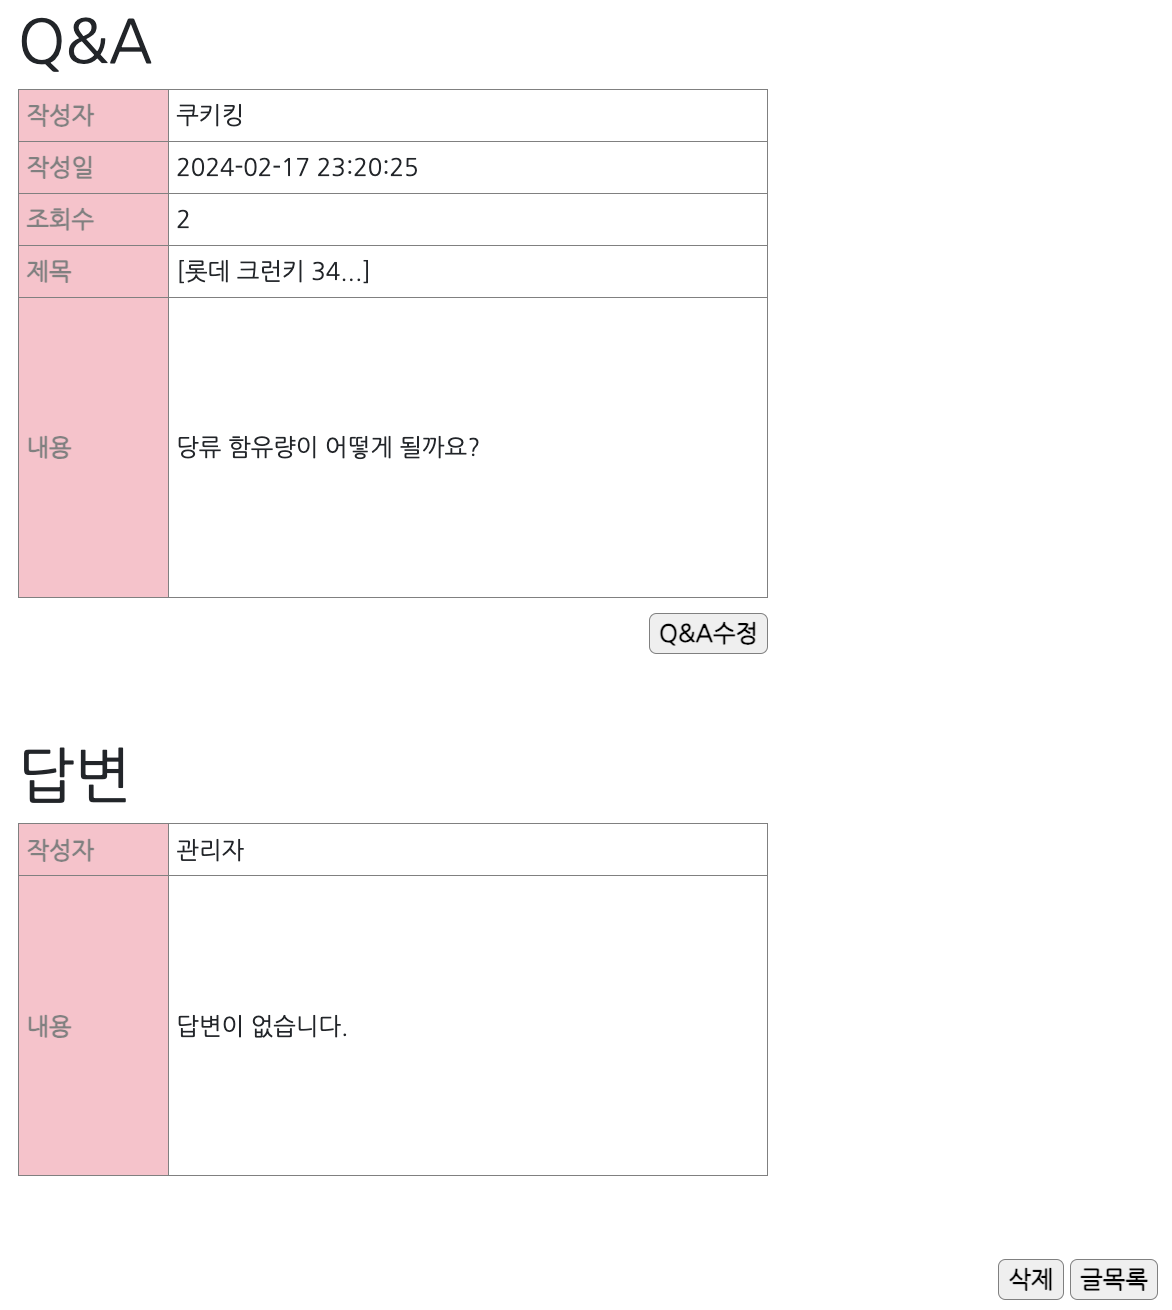 Q&A
작성자 쿠키킹
작성일 2024-02-17 23:20:25
조회수 2
제목 [롯데 크런키 34...]
내용 당류 함유량이 어떻게 될까요?
Q&A수정
답변
작성자 관리자
내용 답변이 없습니다.
삭제 글목록